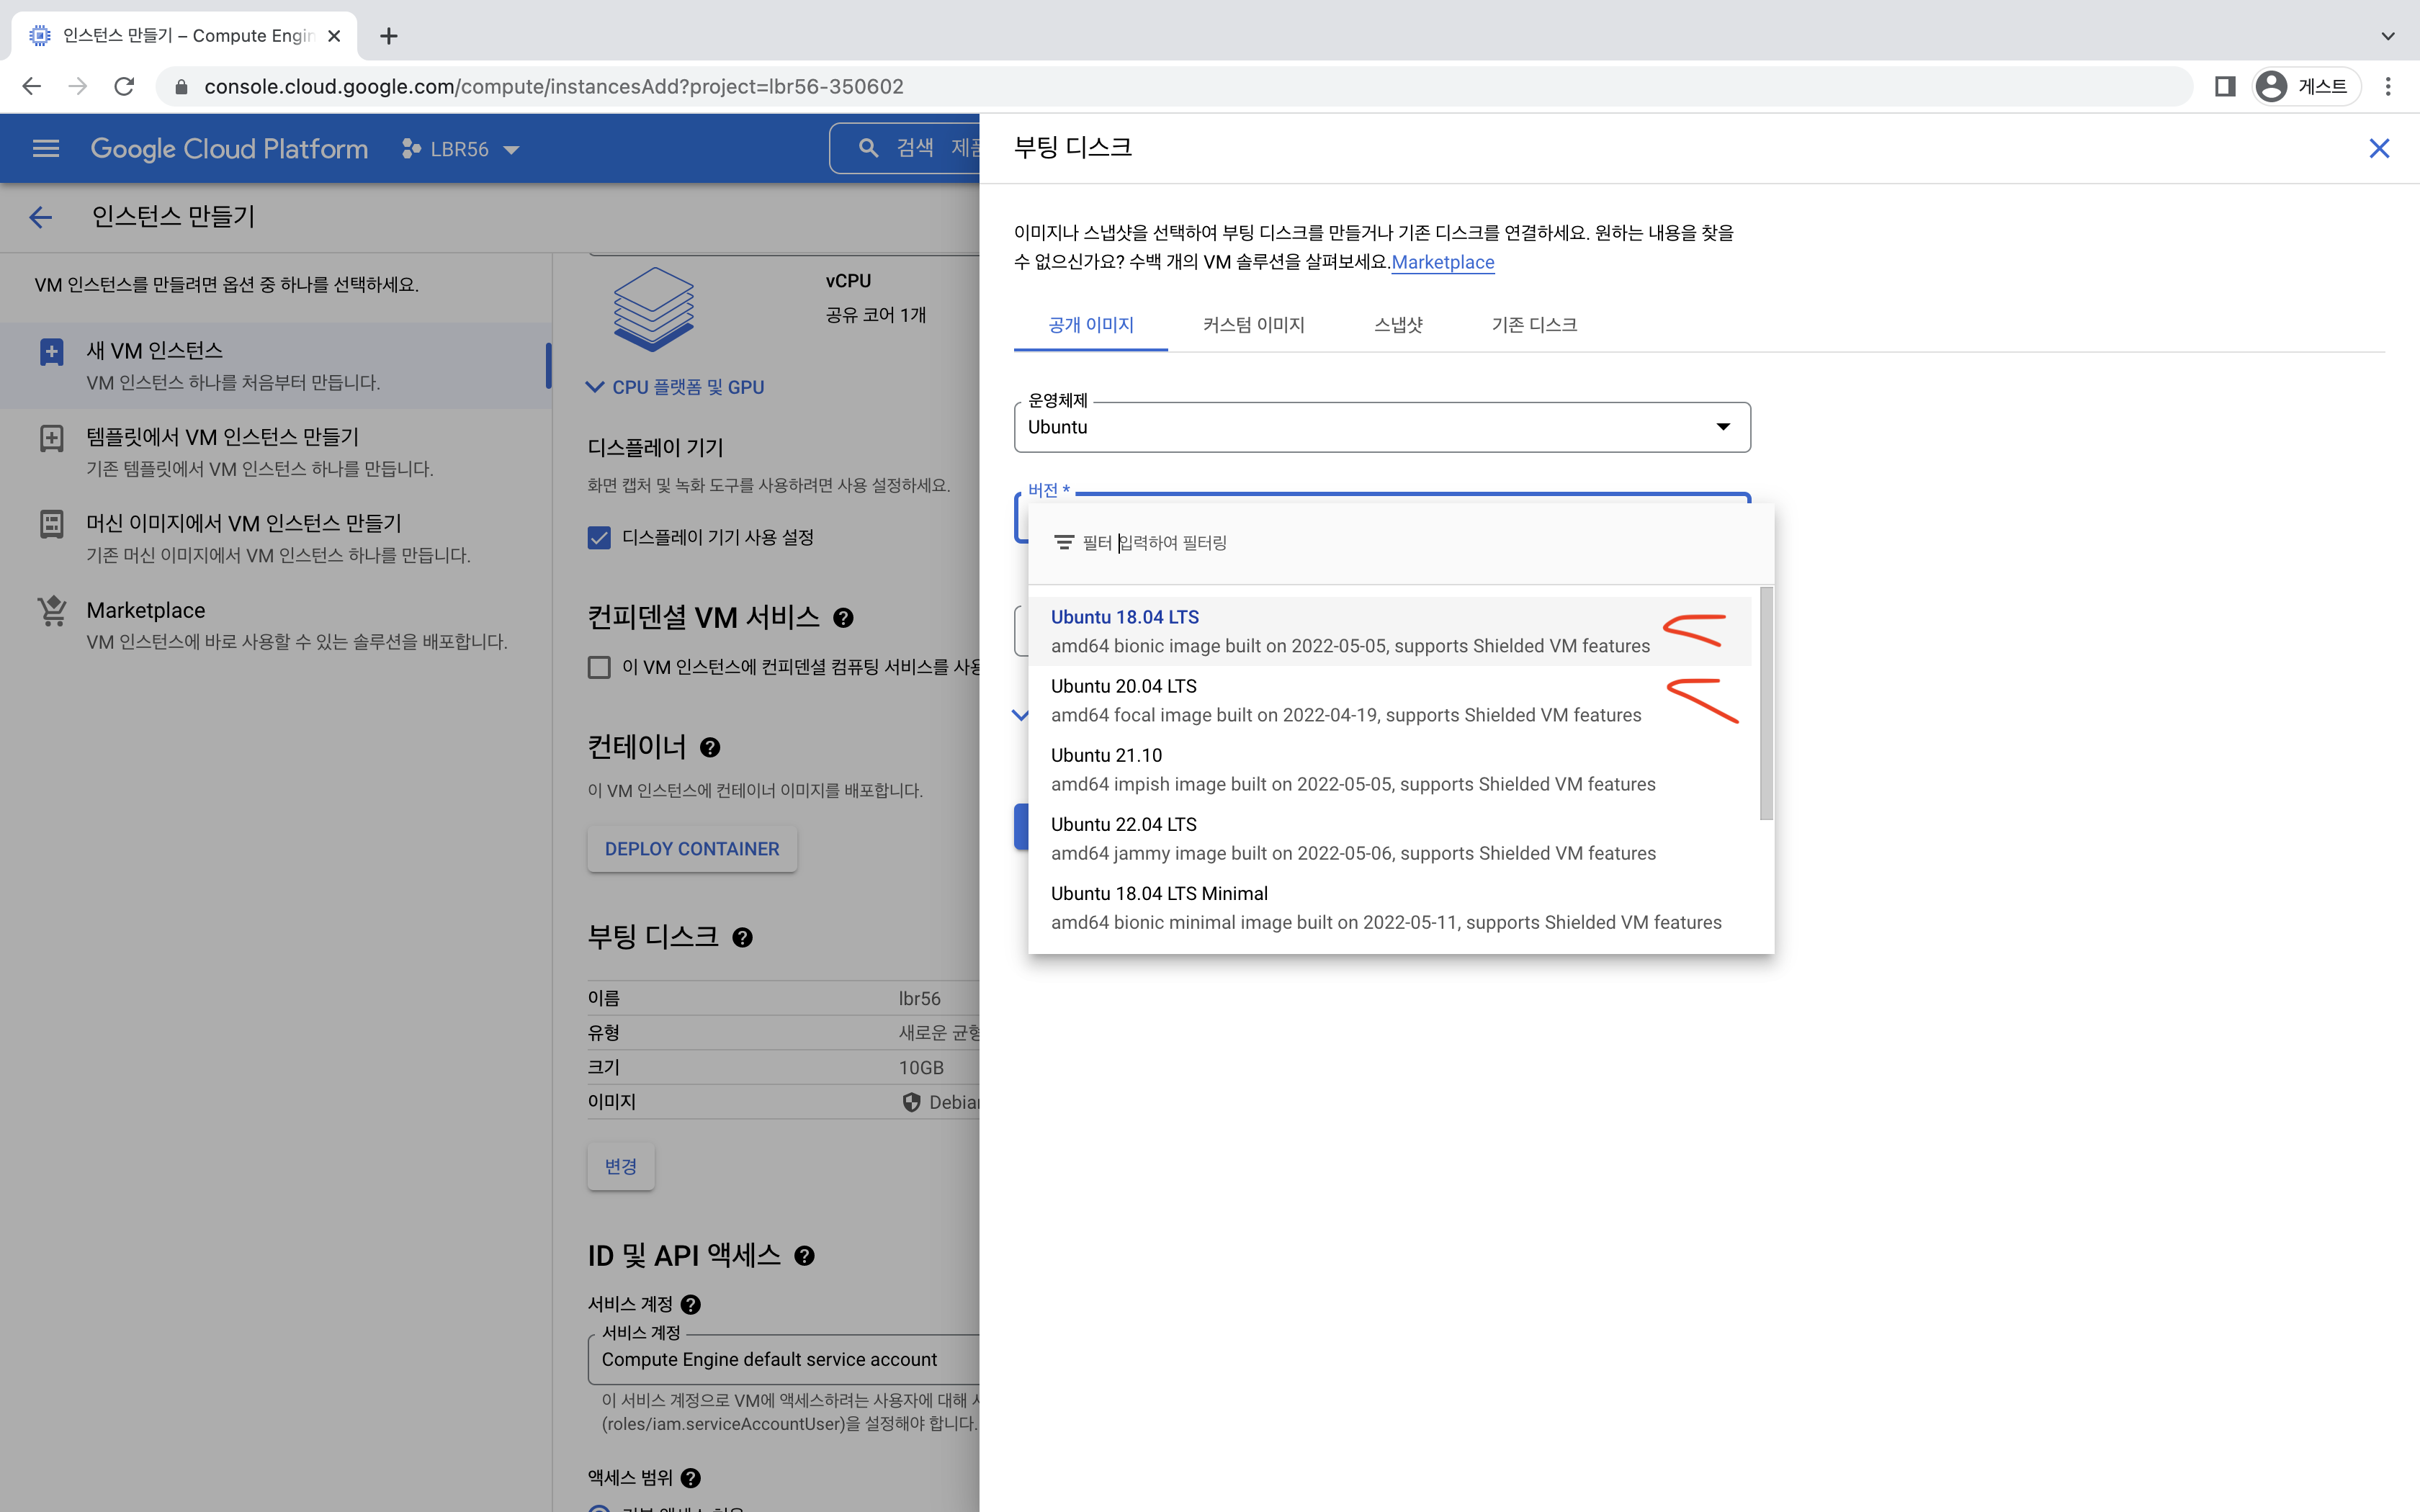 인스턴스 만들기 – Compute Engin
console.cloud.google.com/compute/instancesAdd?project=lbr56-350602
게스트
Google Cloud Platform
LBR56
검색
인스턴스 만들기
VM 인스턴스를 만들려면 옵션 중 하나를 선택하세요.
새 VM 인스턴스
VM 인스턴스 하나를 처음부터 만듭니다.
템플릿에서 VM 인스턴스 만들기
기존 템플릿에서 VM 인스턴스 하나를 만듭니다.
머신 이미지에서 VM 인스턴스 만들기
기존 머신 이미지에서 VM 인스턴스 하나를 만듭니다.
Marketplace
VM 인스턴스에 바로 사용할 수 있는 솔루션을 배포합니다.
vCPU
공유 코어 1개
CPU 플랫폼 및 GPU
디스플레이 기기
화면 캡처 및 녹화 도구를 사용하려면 사용 설정하세요.
디스플레이 기기 사용 설정
컨피덴셜 VM 서비스
이 VM 인스턴스에 컨피덴셜 컴퓨팅 서비스를 사용
컨테이너
이 VM 인스턴스에 컨테이너 이미지를 배포합니다.
DEPLOY CONTAINER
부팅 디스크
이름 lbr56
유형 새로운 균형
크기 10GB
이미지 Debian
변경
ID 및 API 액세스
서비스 계정
서비스 계정
Compute Engine default service account
이 서비스 계정으로 VM에 액세스하려는 사용자에 대해
(roles/iam.serviceAccountUser)을 설정해야 합니다.
액세스 범위
부팅 디스크
이미지나 스냅샷을 선택하여 부팅 디스크를 만들거나 기존 디스크를 연결하세요. 원하는 내용을 찾을
수 없으신가요? 수백 개의 VM 솔루션을 살펴보세요.Marketplace
공개 이미지 커스텀 이미지 스냅샷 기존 디스크
운영체제
Ubuntu
버전 *
필터 입력하여 필터링
Ubuntu 18.04 LTS
amd64 bionic image built on 2022-05-05, supports Shielded VM features
Ubuntu 20.04 LTS
amd64 focal image built on 2022-04-19, supports Shielded VM features
Ubuntu 21.10
amd64 impish image built on 2022-05-05, supports Shielded VM features
Ubuntu 22.04 LTS
amd64 jammy image built on 2022-05-06, supports Shielded VM features
Ubuntu 18.04 LTS Minimal
amd64 bionic minimal image built on 2022-05-11, supports Shielded VM features